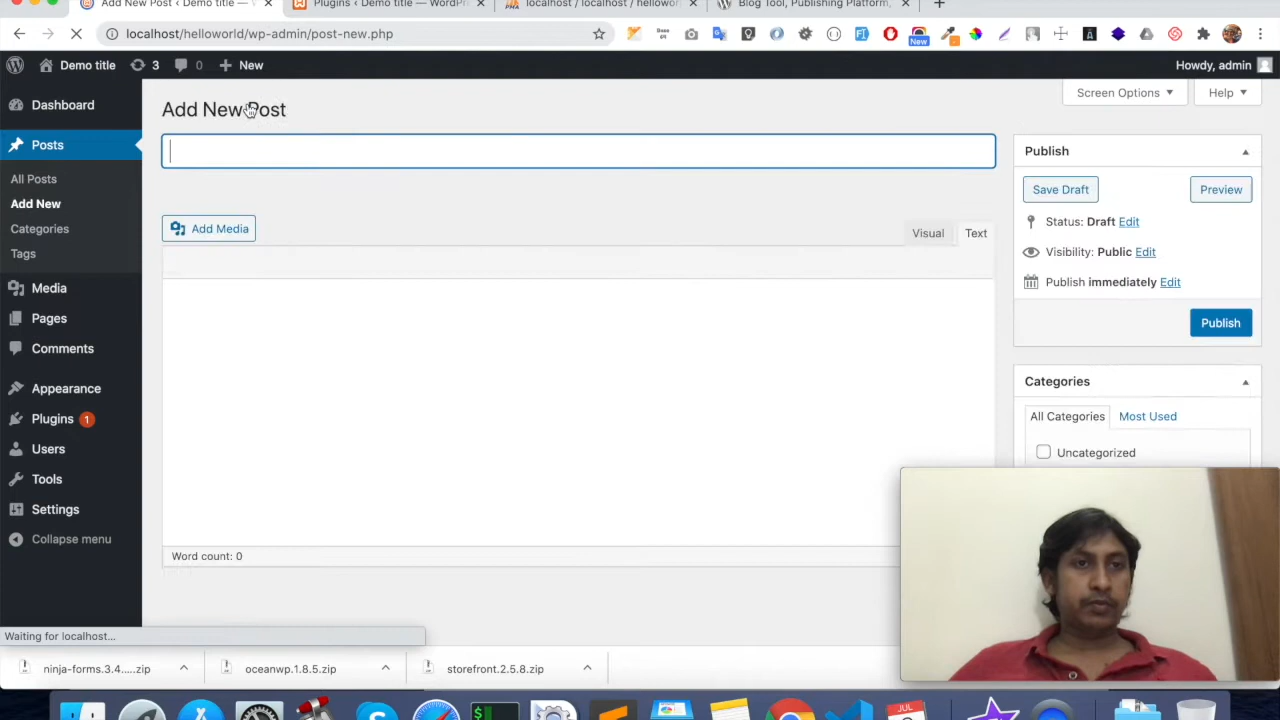 Add New Post ‹ Demo title — W
Plugins ‹ Demo title — WordPr
localhost / localhost / hellowor
Blog Tool, Publishing Platform,
localhost/helloworld/wp-admin/post-new.php
New
Demo title
3
0
New
Howdy, admin
Dashboard
Add New Post
Screen Options
Help
Posts
Publish
All Posts
Save Draft
Preview
Add New
Status: Draft Edit
Categories
Add Media
Visual
Text
Tags
Visibility: Public Edit
Media
Publish immediately Edit
Pages
Publish
Comments
Categories
Appearance
All Categories
Most Used
Plugins 1
Users
Uncategorized
Tools
Settings
Collapse menu
Word count: 0
Waiting for localhost...
ninja-forms.3.4.....zip
oceanwp.1.8.5.zip
storefront.2.5.8.zip
JUL